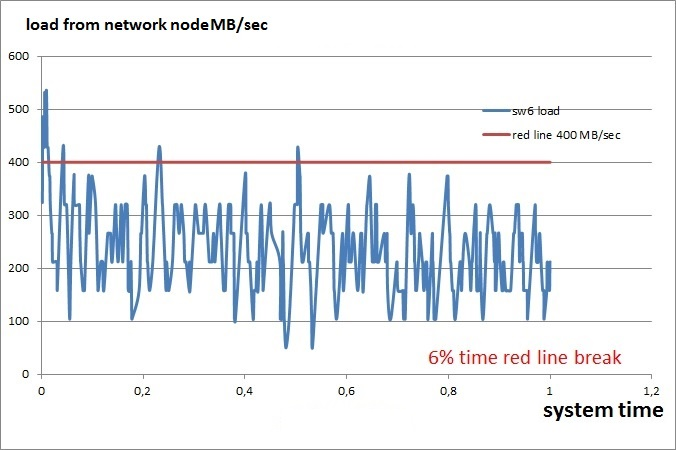 load from network nodeMB/sec
600
500
sw6 load
red line 400 MB/sec
400
300
200
100
6% time red line break
0
0 0,2 0,4 0,6 0,8 1 1,2
system time